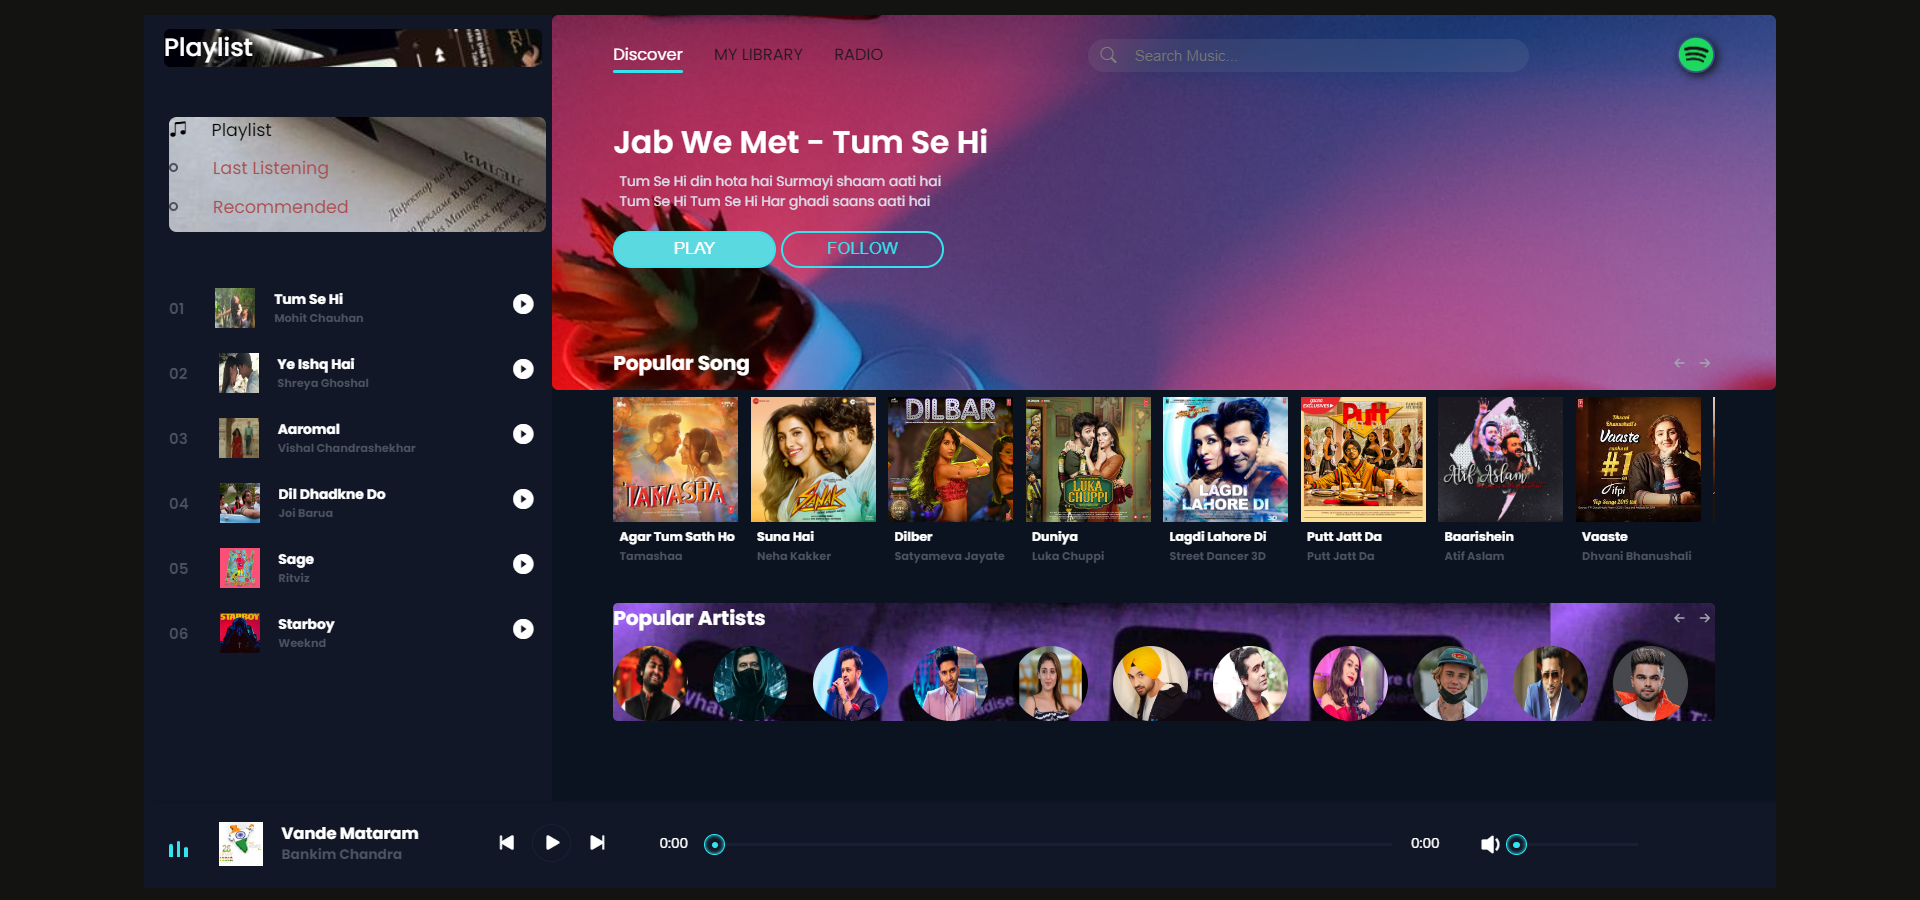 Playlist
Playlist
Last Listening
Recommended
01
Tum Se Hi
Mohit Chauhan
02
Ye Ishq Hai
Shreya Ghoshal
03
Aaromal
Vishal Chandrashekhar
04
Dil Dhadkne Do
Joi Barua
05
Sage
Ritviz
06
Starboy
Weeknd
Discover
MY LIBRARY
RADIO
Search Music...
Jab We Met - Tum Se Hi
Tum Se Hi din hota hai Surmayi shaam aati hai
Tum Se Hi Tum Se Hi Har ghadi saans aati hai
PLAY
FOLLOW
Popular Song
TAMASHA
SANAK
DILBAR
LUKA CHUPPI
LAGDI LAHORE DI
Putt
Atif Aslam
Vaaste
#1
Agar Tum Sath Ho
Tamashaa
Suna Hai
Neha Kakker
Dilber
Satyameva Jayate
Duniya
Luka Chuppi
Lagdi Lahore Di
Street Dancer 3D
Putt Jatt Da
Putt Jatt Da
Baarishein
Atif Aslam
Vaaste
Dhvani Bhanushali
Popular Artists
Vande Mataram
Bankim Chandra
0:00
0:00